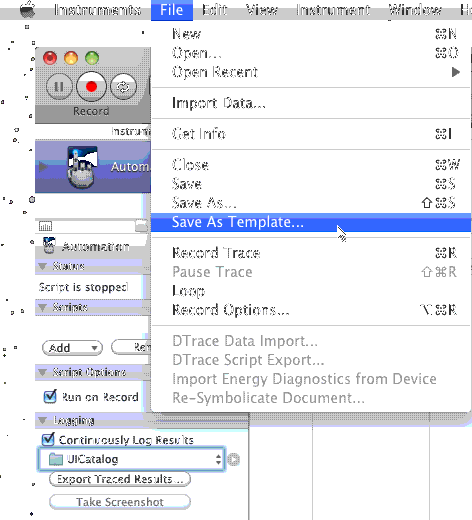 Instruments File Edit View Instrument Window
New ⌘N
Open... ⌘O
Open Recent
Import Data...
Get Info ⌘I
Close ⌘W
Save ⌘S
Save As... ⇧⌘S
Save As Template...
Record Trace ⌘R
Pause Trace ⇧⌘R
Loop
Record Options... ⌥⌘R
DTrace Data Import...
DTrace Script Export...
Import Energy Diagnostics from Device
Re-Symbolicate Document...
Record
Automation
Status
Script is stopped
Scripts
Add
Script Options
Run on Record
Logging
Continuously Log Results
UICatalog
Export Traced Results...
Take Screenshot